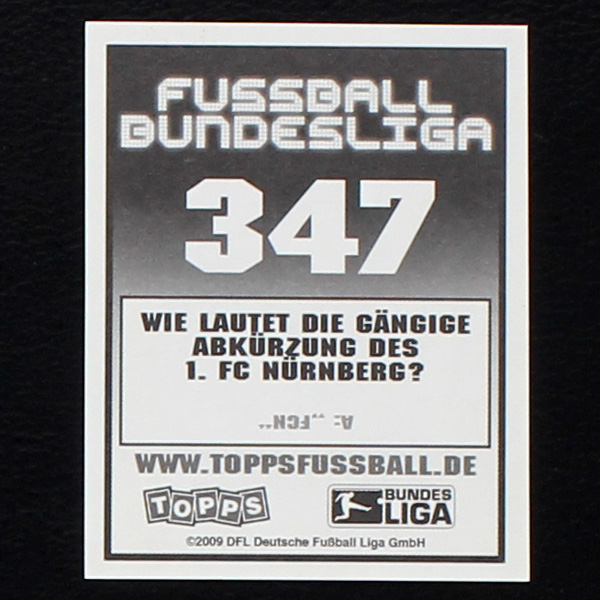 FUSSBALL
BUNDESLIGA
347
WIE LAUTET DIE GÄNGIGE
ABKÜRZUNG DES
1. FC NÜRNBERG?
A: „FCN“
WWW.TOPPSFUSSBALL.DE
TOPPS
BUNDES
LIGA
©2009 DFL Deutsche Fußball Liga GmbH